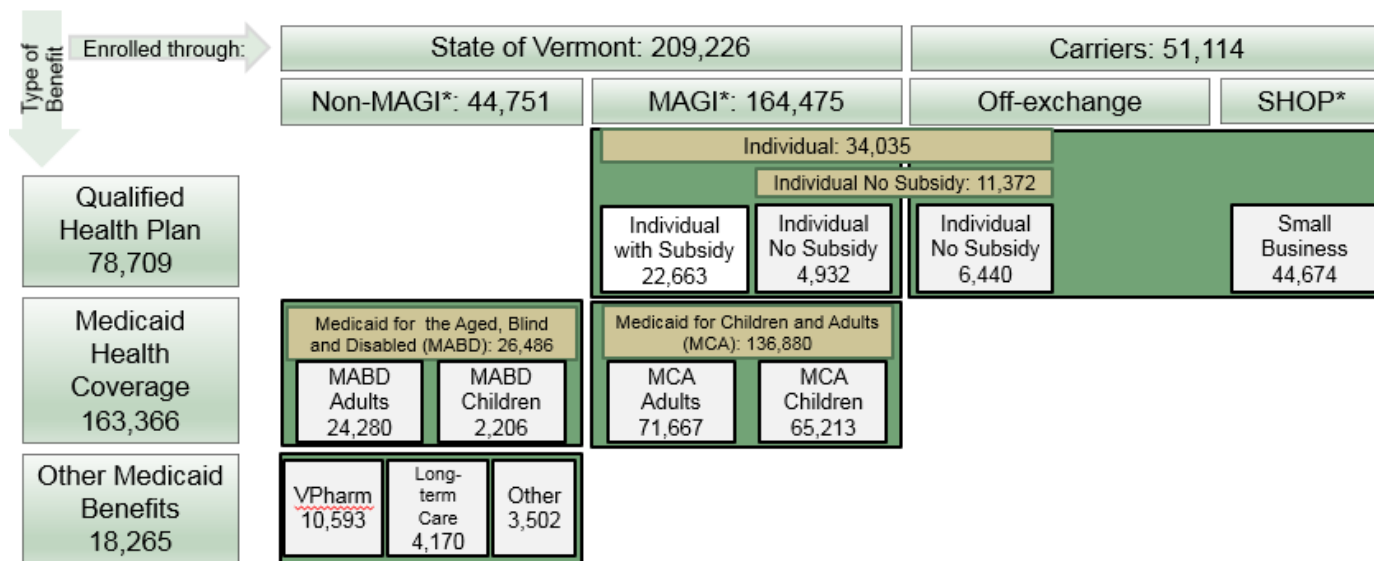 Type of
Benefit
Enrolled through:
State of Vermont: 209,226
Carriers: 51,114
Non-MAGI*: 44,751
MAGI*: 164,475
Off-exchange
SHOP*
Individual: 34,035
Individual No Subsidy: 11,372
Qualified
Health Plan
78,709
Individual
with Subsidy
22,663
Individual
No Subsidy
4,932
Individual
No Subsidy
6,440
Small
Business
44,674
Medicaid
Health
Coverage
163,366
Medicaid for the Aged, Blind
and Disabled (MABD): 26,486
MABD
Adults
24,280
MABD
Children
2,206
Medicaid for Children and Adults
(MCA): 136,880
MCA
Adults
71,667
MCA
Children
65,213
Other Medicaid
Benefits
18,265
VPharm
10,593
Long-
term
Care
4,170
Other
3,502